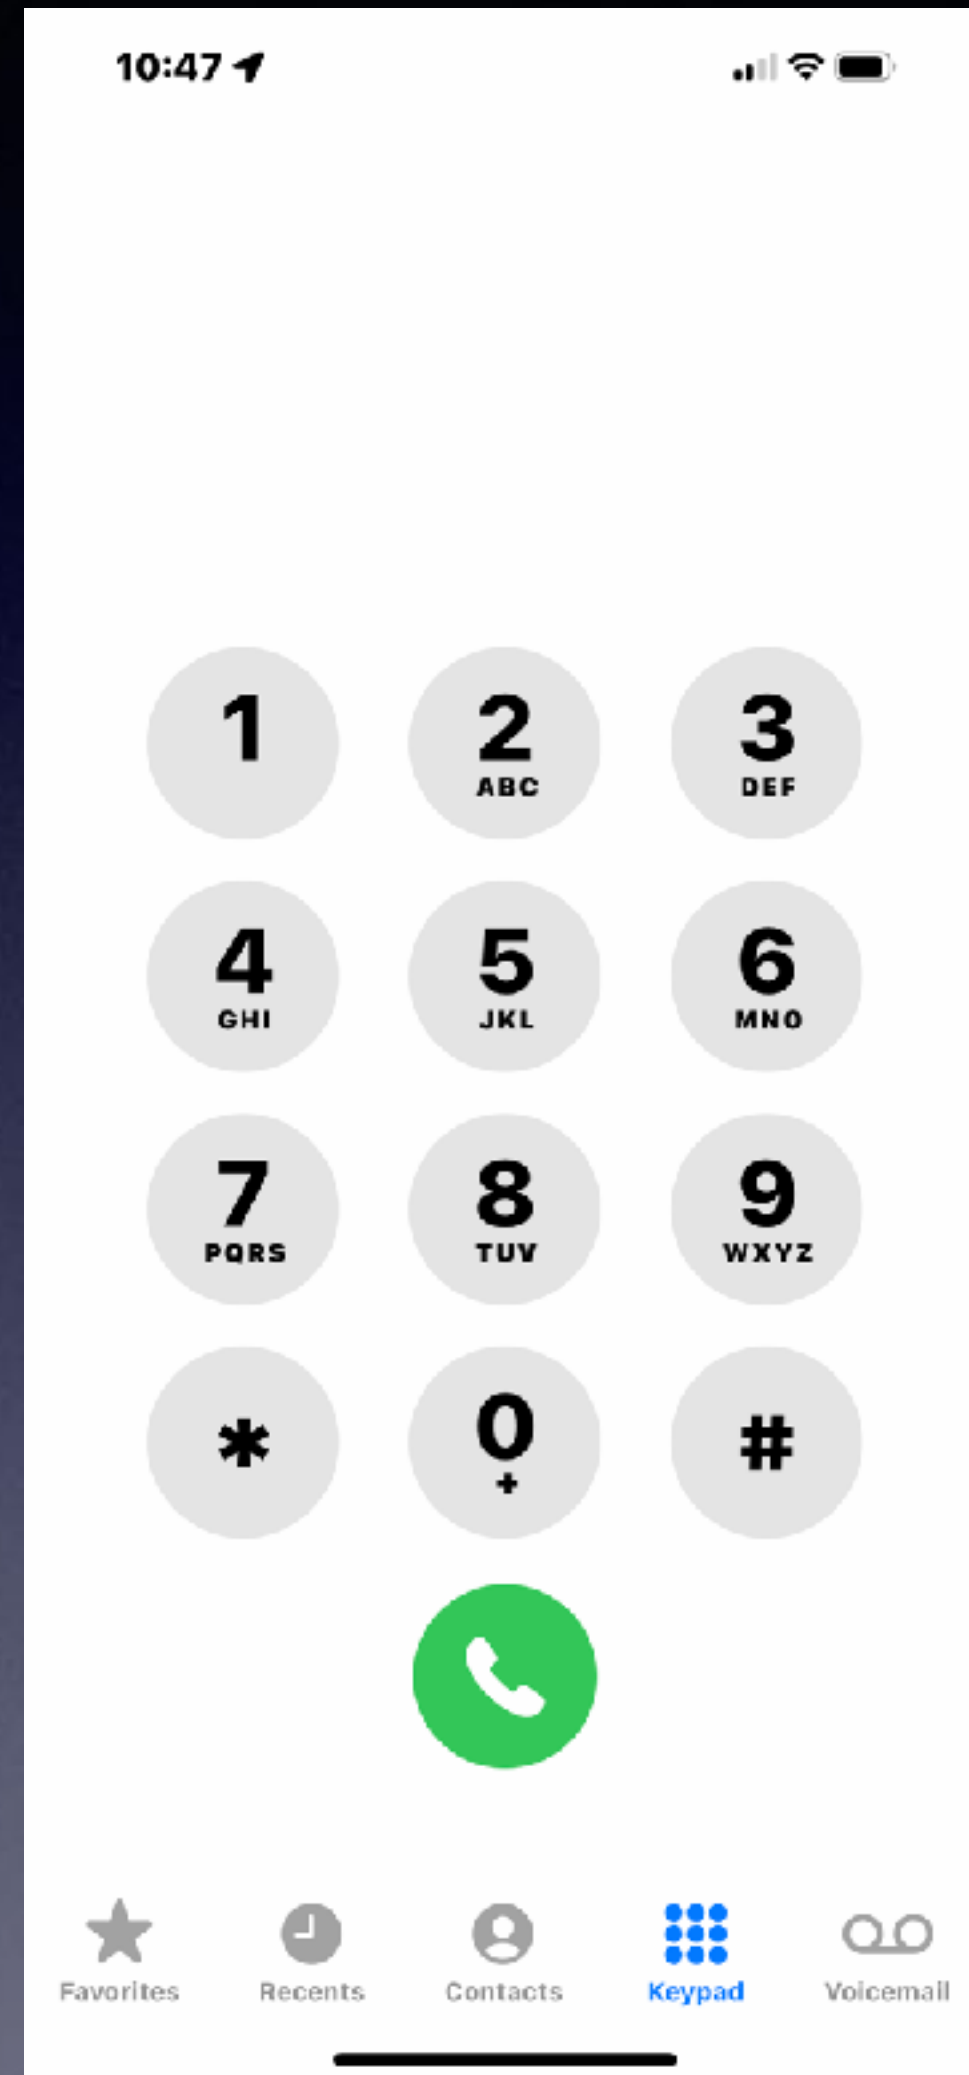 10:47
1 2 3
ABC DEF
4 5 6
GHI JKL MNO
7 8 9
PQRS TUV WXYZ
* 0 #
+
Favorites Recents Contacts Keypad Voicemail